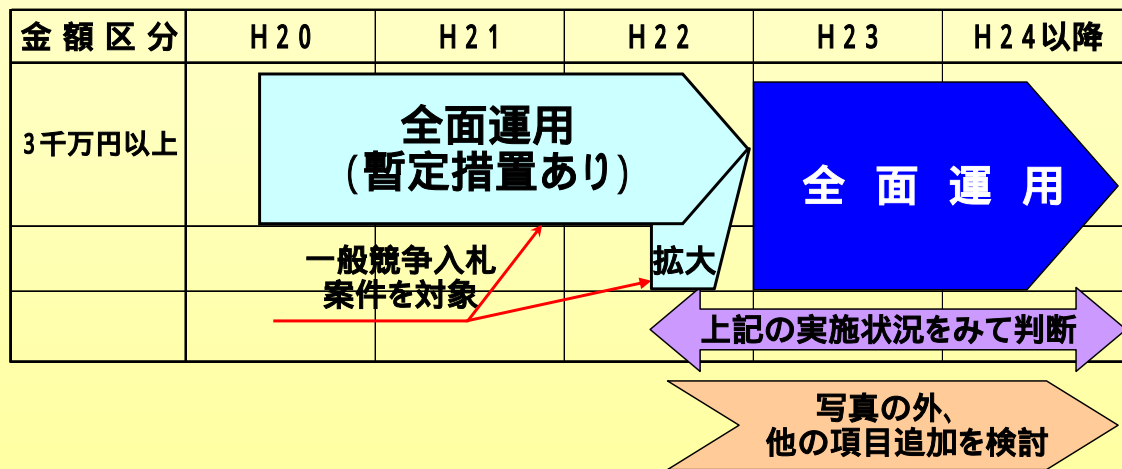 金額区分 H20 H21 H22 H23 H24以降
3千万円以上
全面運用
(暫定措置あり)
全面運用
一般競争入札
案件を対象
拡大
上記の実施状況をみて判断
写真の外、
他の項目追加を検討